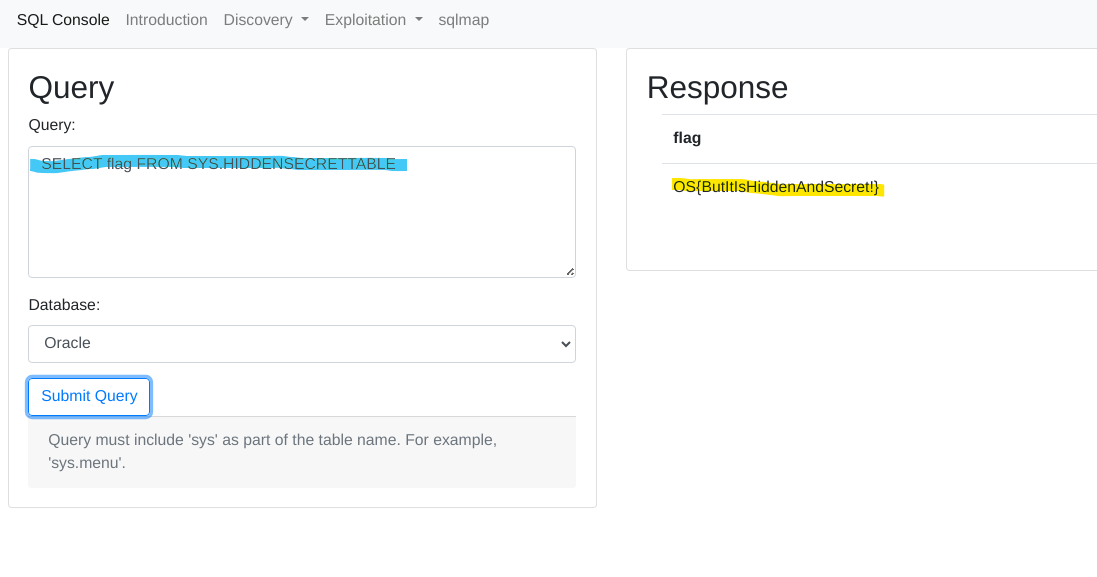 SQL Console Introduction Discovery Exploitation sqlmap
Query
Query:
SELECT flag FROM SYS.HIDDENSECRETTABLE
Database:
Oracle
Submit Query
Query must include 'sys' as part of the table name. For example,
'sys.menu'.
Response
flag
OS{ButItIsHiddenAndSecret!}